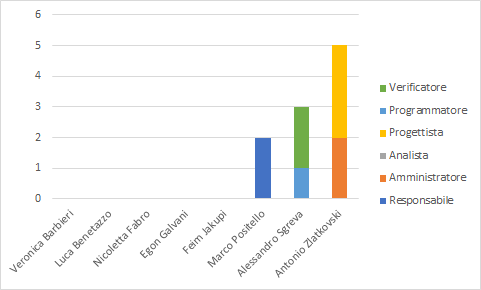 6
5
4
3
2
1
0
Veronica Barbieri
Luca Benetazzo
Nicoletta Fabro
Egon Galvani
Feim Jakupi
Marco Positello
Alessandro Sgreva
Antonio Zlatkovski
Verificatore
Programmatore
Progettista
Analista
Amministratore
Responsabile